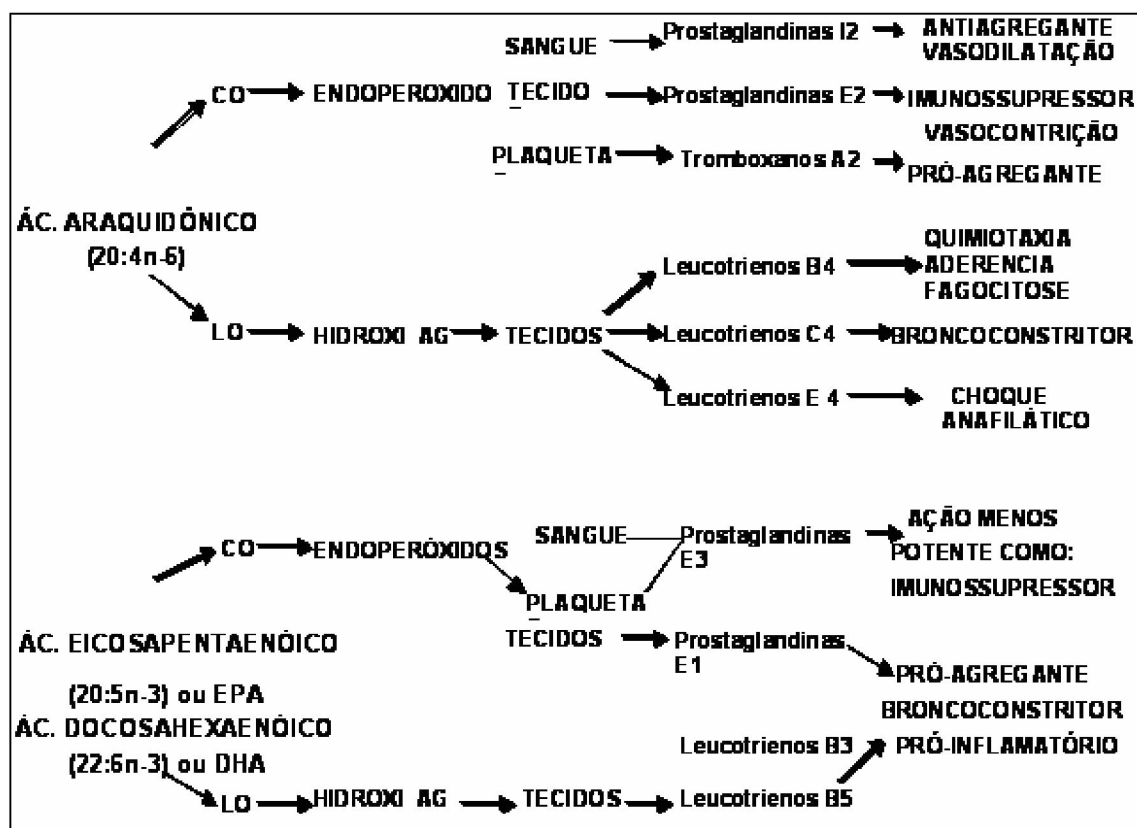 SANGUE Prostaglandinas I2 ANTIAGREGANTE
VASODILATAÇÃO
CO ENDOPEROXIDO TECIDO Prostaglandinas E2 IMUNOSSUPRESSOR
VASOCONTRIÇÃO
PLAQUETA Tromboxanos A2 PRÓ-AGREGANTE
ÁC. ARAQUIDÔNICO
(20:4n-6)
QUIMIOTAXIA
Leucotrienos B4 ADERENCIA
FAGOCITOSE
LO HIDROXI AG TECIDOS Leucotrienos C4 BRONCOCONSTRITOR
Leucotrienos E 4 CHOQUE
ANAFILÁTICO
CO ENDOPERÓXIDOS SANGUE Prostaglandinas
E3
AÇÃO MENOS
POTENTE COMO:
IMUNOSSUPRESSOR
PLAQUETA
TECIDOS Prostaglandinas
E1
ÁC. EICOSAPENTAENÓICO
(20:5n-3) ou EPA
PRÓ-AGREGANTE
BRONCOCONSTRITOR
ÁC. DOCOSAHEXAENÓICO
(22:6n-3) ou DHA
Leucotrienos B3 PRÓ-INFLAMATÓRIO
LO HIDROXI AG TECIDOS Leucotrienos B5